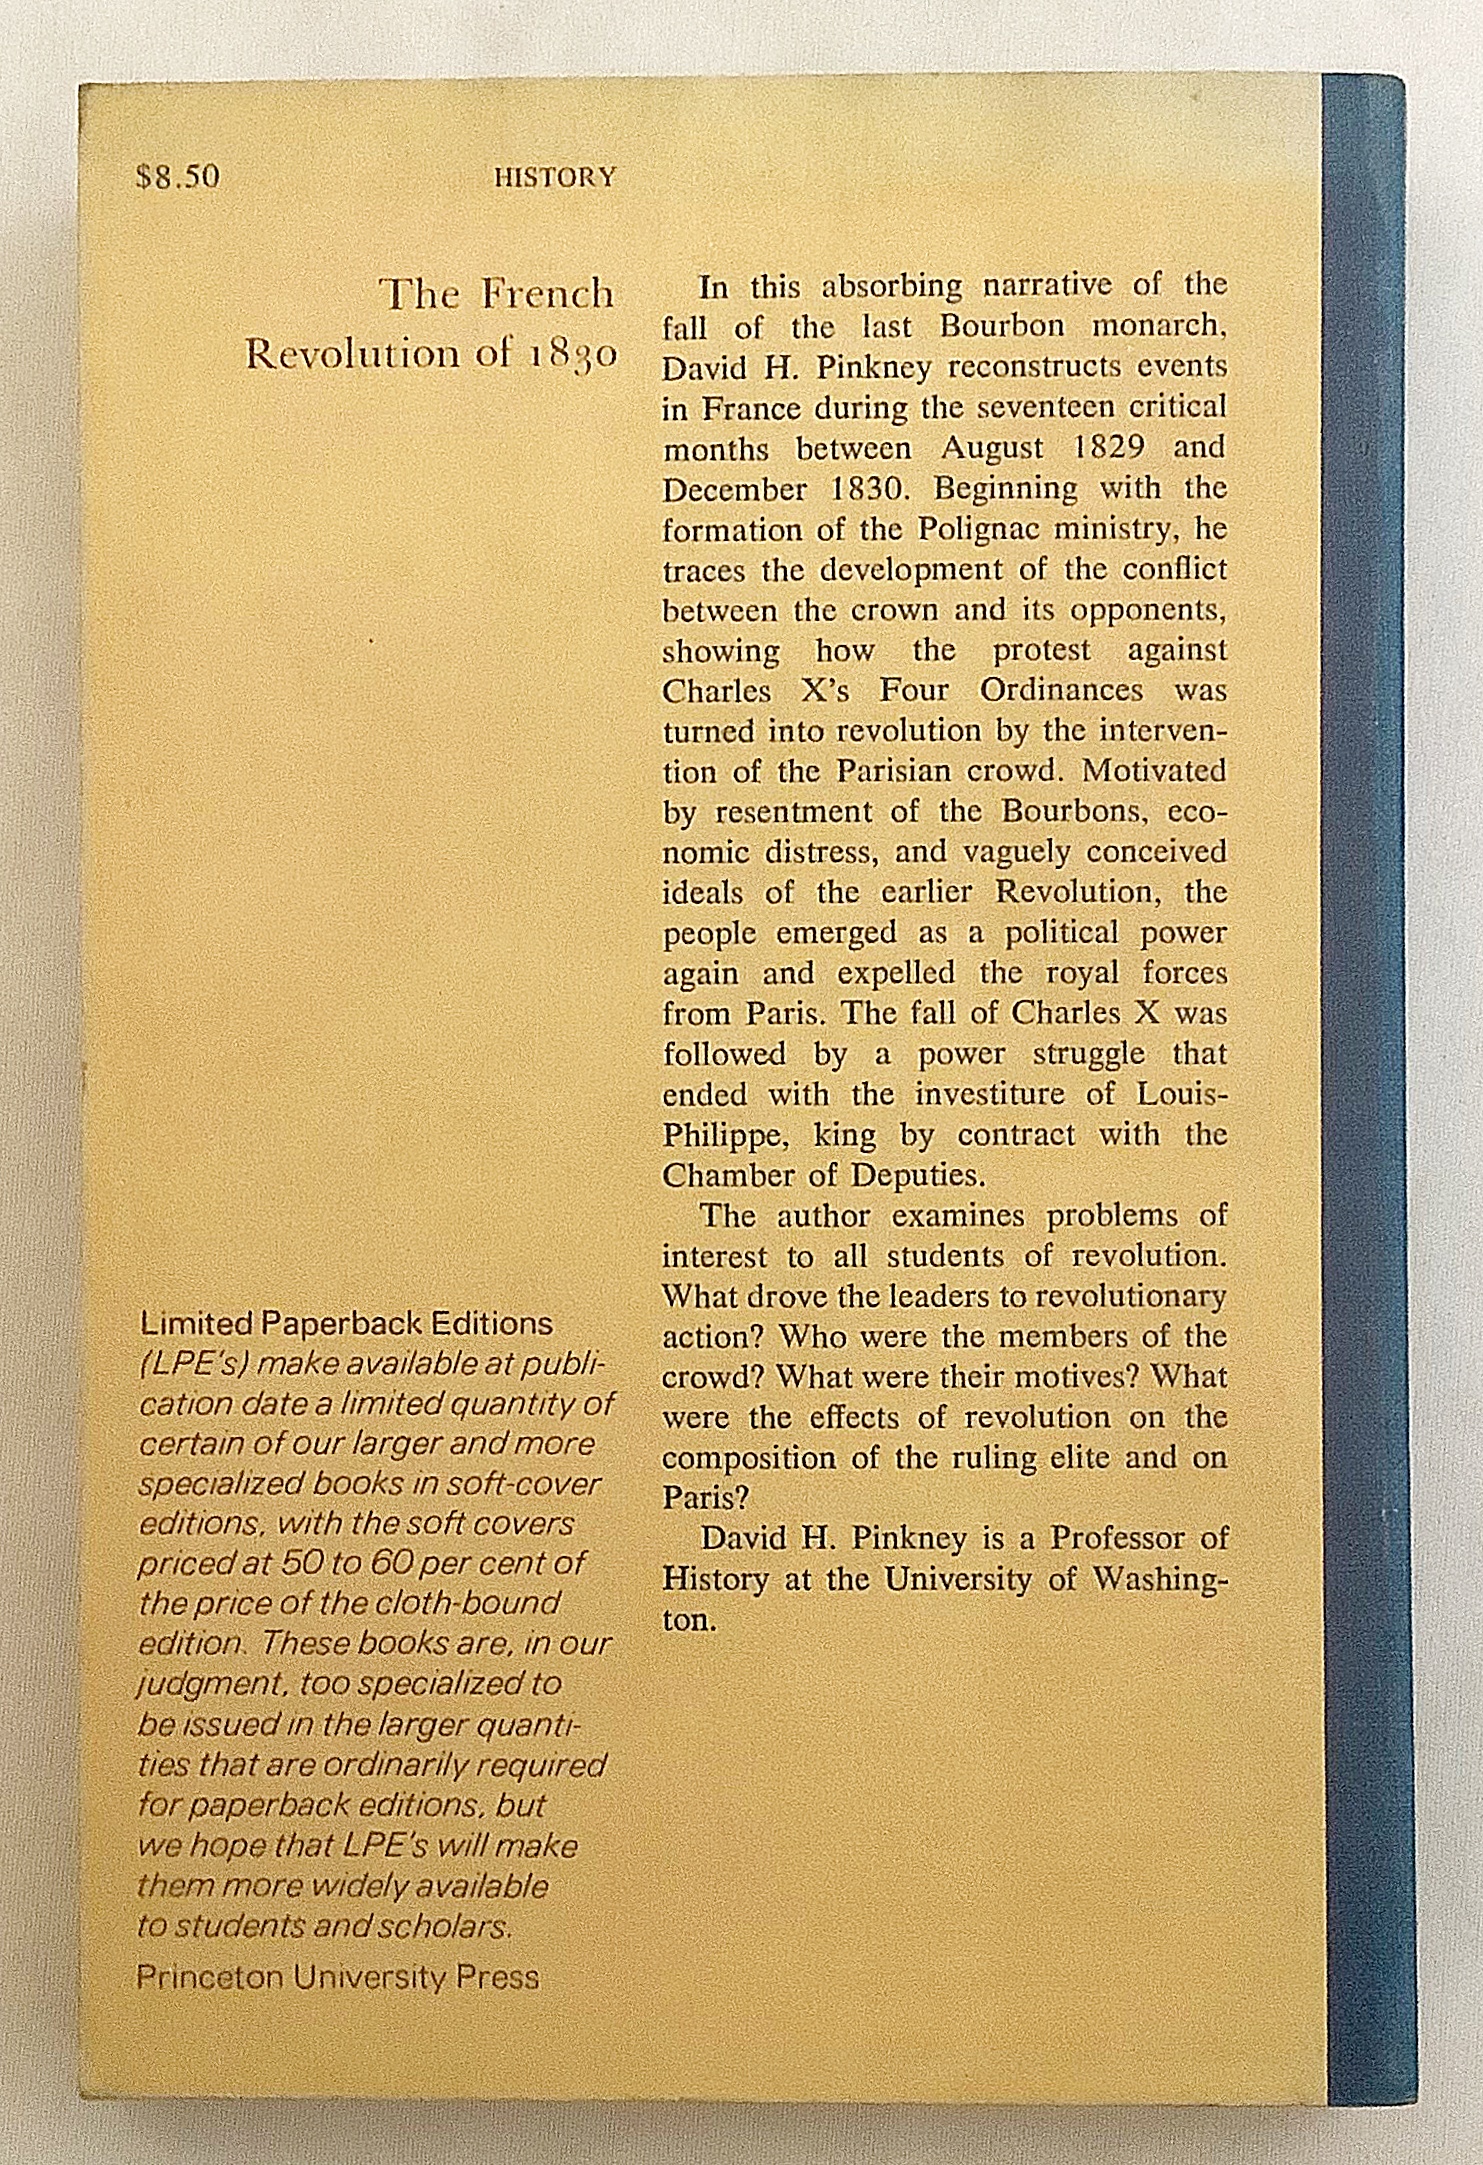 $8.50
HISTORY
The French
Revolution of 1830
In this absorbing narrative of the
fall of the last Bourbon monarch,
David H. Pinkney reconstructs events
in France during the seventeen critical
months between August 1829 and
December 1830. Beginning with the
formation of the Polignac ministry, he
traces the development of the conflict
between the crown and its opponents,
showing how the protest against
Charles X's Four Ordinances was
turned into revolution by the interven-
tion of the Parisian crowd. Motivated
by resentment of the Bourbons, eco-
nomic distress, and vaguely conceived
ideals of the earlier Revolution, the
people emerged as a political power
again and expelled the royal forces
from Paris. The fall of Charles X was
followed by a power struggle that
ended with the investiture of Louis-
Philippe, king by contract with the
Chamber of Deputies.
The author examines problems of
interest to all students of revolution.
What drove the leaders to revolutionary
action? Who were the members of the
crowd? What were their motives? What
were the effects of revolution on the
composition of the ruling elite and on
Paris?
David H. Pinkney is a Professor of
History at the University of Washing-
ton.
Limited Paperback Editions
(LPE's) make available at publi-
cation date a limited quantity of
certain of our larger and more
specialized books in soft-cover
editions, with the soft covers
priced at 50 to 60 per cent of
the price of the cloth-bound
edition. These books are, in our
judgment, too specialized to
be issued in the larger quanti-
ties that are ordinarily required
for paperback editions, but
we hope that LPE's will make
them more widely available
to students and scholars.
Princeton University Press